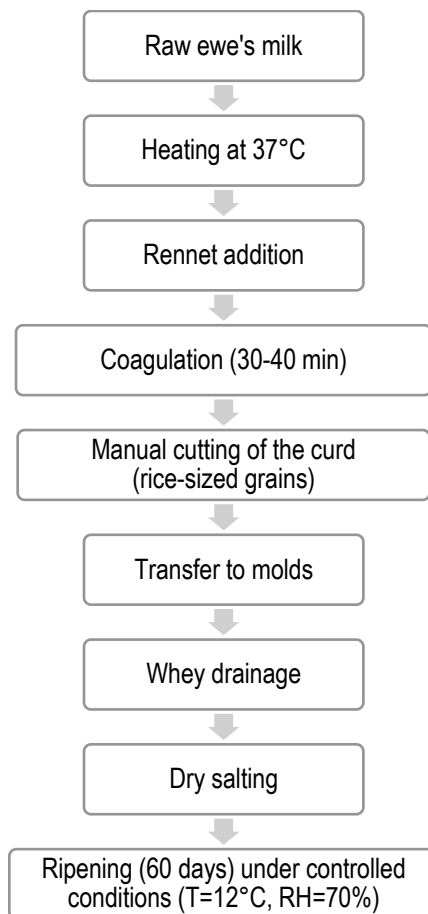 Raw ewe's milk
Heating at 37°C
Rennet addition
Coagulation (30-40 min)
Manual cutting of the curd
(rice-sized grains)
Transfer to molds
Whey drainage
Dry salting
Ripening (60 days) under controlled
conditions (T=12°C, RH=70%)